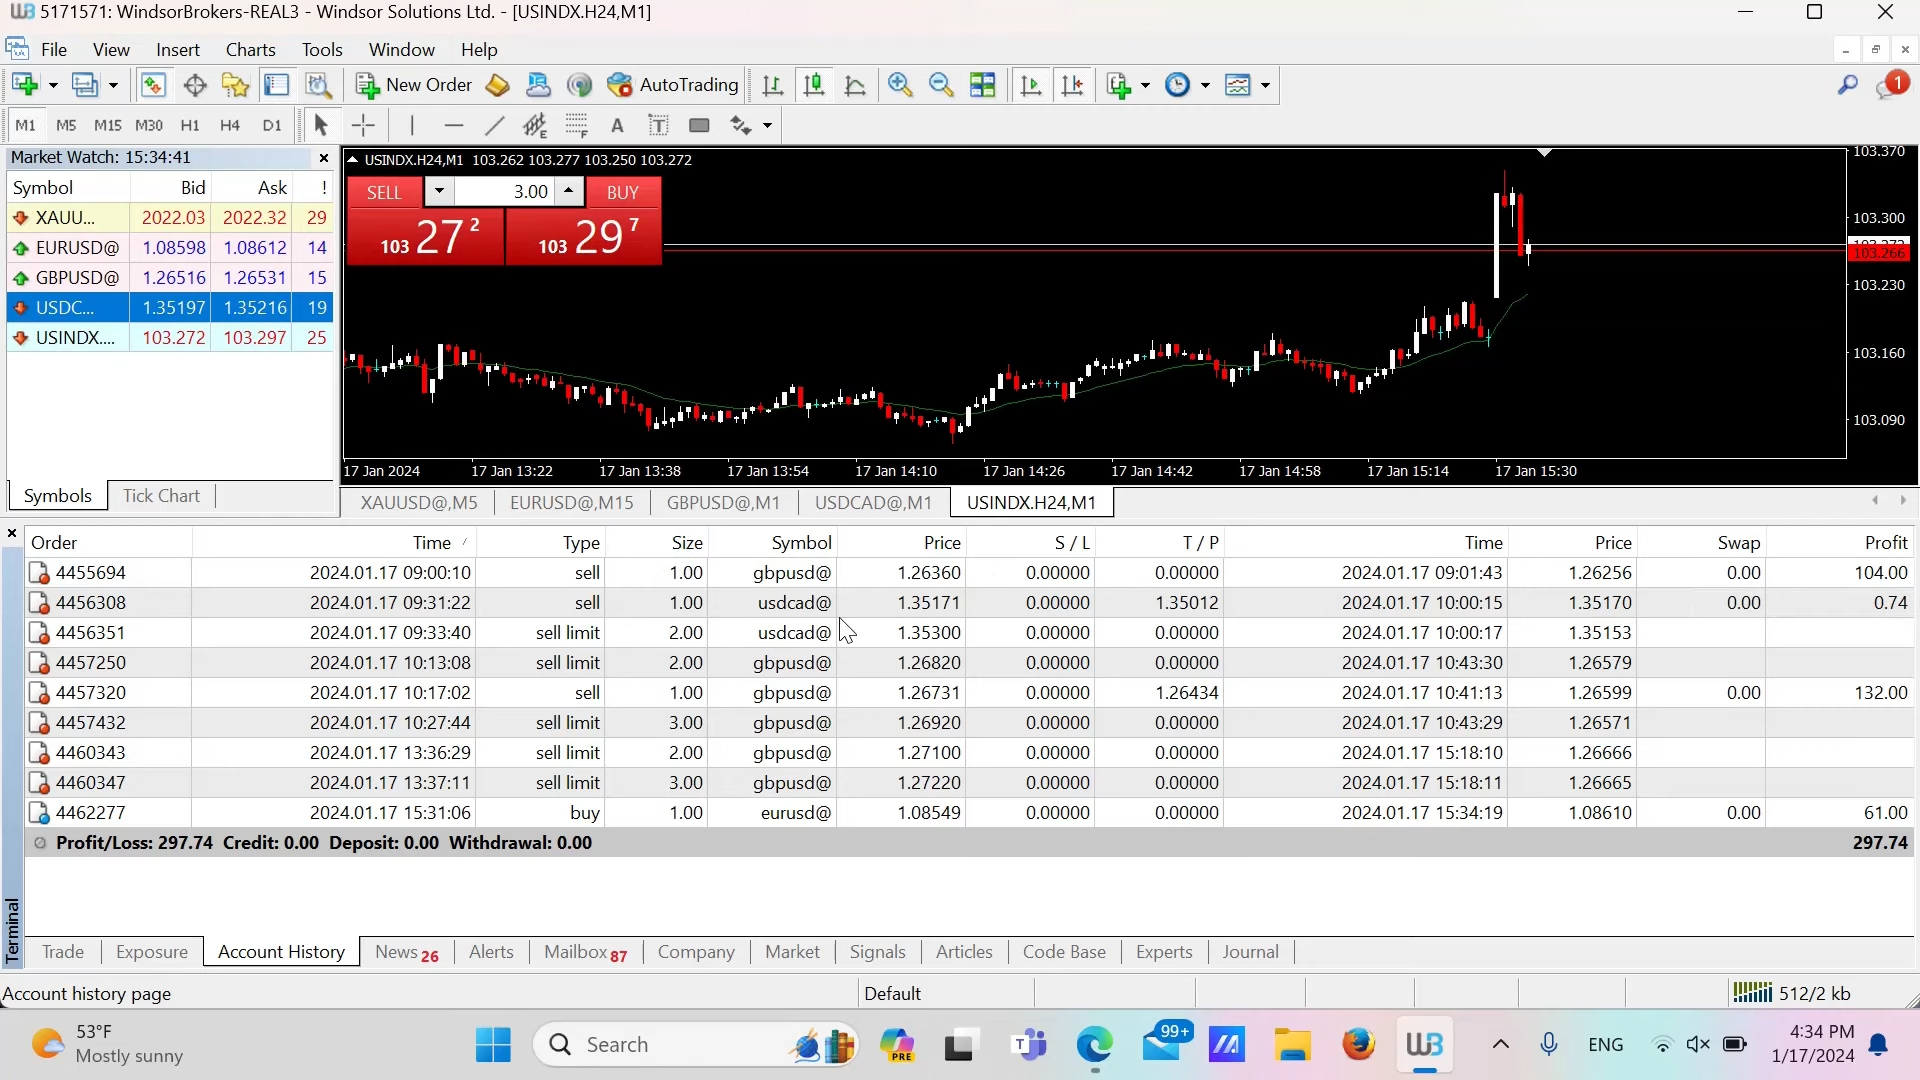 5171571: WindsorBrokers-REAL3 - Windsor Solutions Ltd. - [USINDX.H24,M1]
File View Insert Charts Tools Window Help
New Order AutoTrading 1
M1 M5 M15 M30 H1 H4 D1 E F A T
Market Watch: 15:34:41
Symbol Bid Ask !
XAUU... 2022.03 2022.32 29
EURUSD@ 1.08598 1.08612 14
GBPUSD@ 1.26516 1.26531 15
USDC... 1.35197 1.35216 19
USINDX.... 103.272 103.297 25
Symbols Tick Chart
USINDX.H24,M1 103.262 103.277 103.250 103.272
SELL 3.00 BUY
103 27 2 103 29 7
103.370
103.300
103.266
103.230
103.160
103.090
17 Jan 2024 17 Jan 13:22 17 Jan 13:38 17 Jan 13:54 17 Jan 14:10 17 Jan 14:26 17 Jan 14:42 17 Jan 14:58 17 Jan 15:14 17 Jan 15:30
XAUUSD@,M5 EURUSD@,M15 GBPUSD@,M1 USDCAD@,M1 USINDX.H24,M1
Order Time / Type Size Symbol Price S / L T / P Time Price Swap Profit
4455694 2024.01.17 09:00:10 sell 1.00 gbpusd@ 1.26360 0.00000 0.00000 2024.01.17 09:01:43 1.26256 0.00 104.00
4456308 2024.01.17 09:31:22 sell 1.00 usdcad@ 1.35171 0.00000 1.35012 2024.01.17 10:00:15 1.35170 0.00 0.74
4456351 2024.01.17 09:33:40 sell limit 2.00 usdcad@ 1.35300 0.00000 0.00000 2024.01.17 10:00:17 1.35153
4457250 2024.01.17 10:13:08 sell limit 2.00 gbpusd@ 1.26820 0.00000 0.00000 2024.01.17 10:43:30 1.26579
4457320 2024.01.17 10:17:02 sell 1.00 gbpusd@ 1.26731 0.00000 1.26434 2024.01.17 10:41:13 1.26599 0.00 132.00
4457432 2024.01.17 10:27:44 sell limit 3.00 gbpusd@ 1.26920 0.00000 0.00000 2024.01.17 10:43:29 1.26571
4460343 2024.01.17 13:36:29 sell limit 2.00 gbpusd@ 1.27100 0.00000 0.00000 2024.01.17 15:18:10 1.26666
4460347 2024.01.17 13:37:11 sell limit 3.00 gbpusd@ 1.27220 0.00000 0.00000 2024.01.17 15:18:11 1.26665
4462277 2024.01.17 15:31:06 buy 1.00 eurusd@ 1.08549 0.00000 0.00000 2024.01.17 15:34:19 1.08610 0.00 61.00
Profit/Loss: 297.74 Credit: 0.00 Deposit: 0.00 Withdrawal: 0.00 297.74
Terminal
Trade Exposure Account History News 26 Alerts Mailbox 87 Company Market Signals Articles Code Base Experts Journal
Account history page Default 512/2 kb
53°F
Mostly sunny
Search PRE 99+ ENG
4:34 PM
1/17/2024